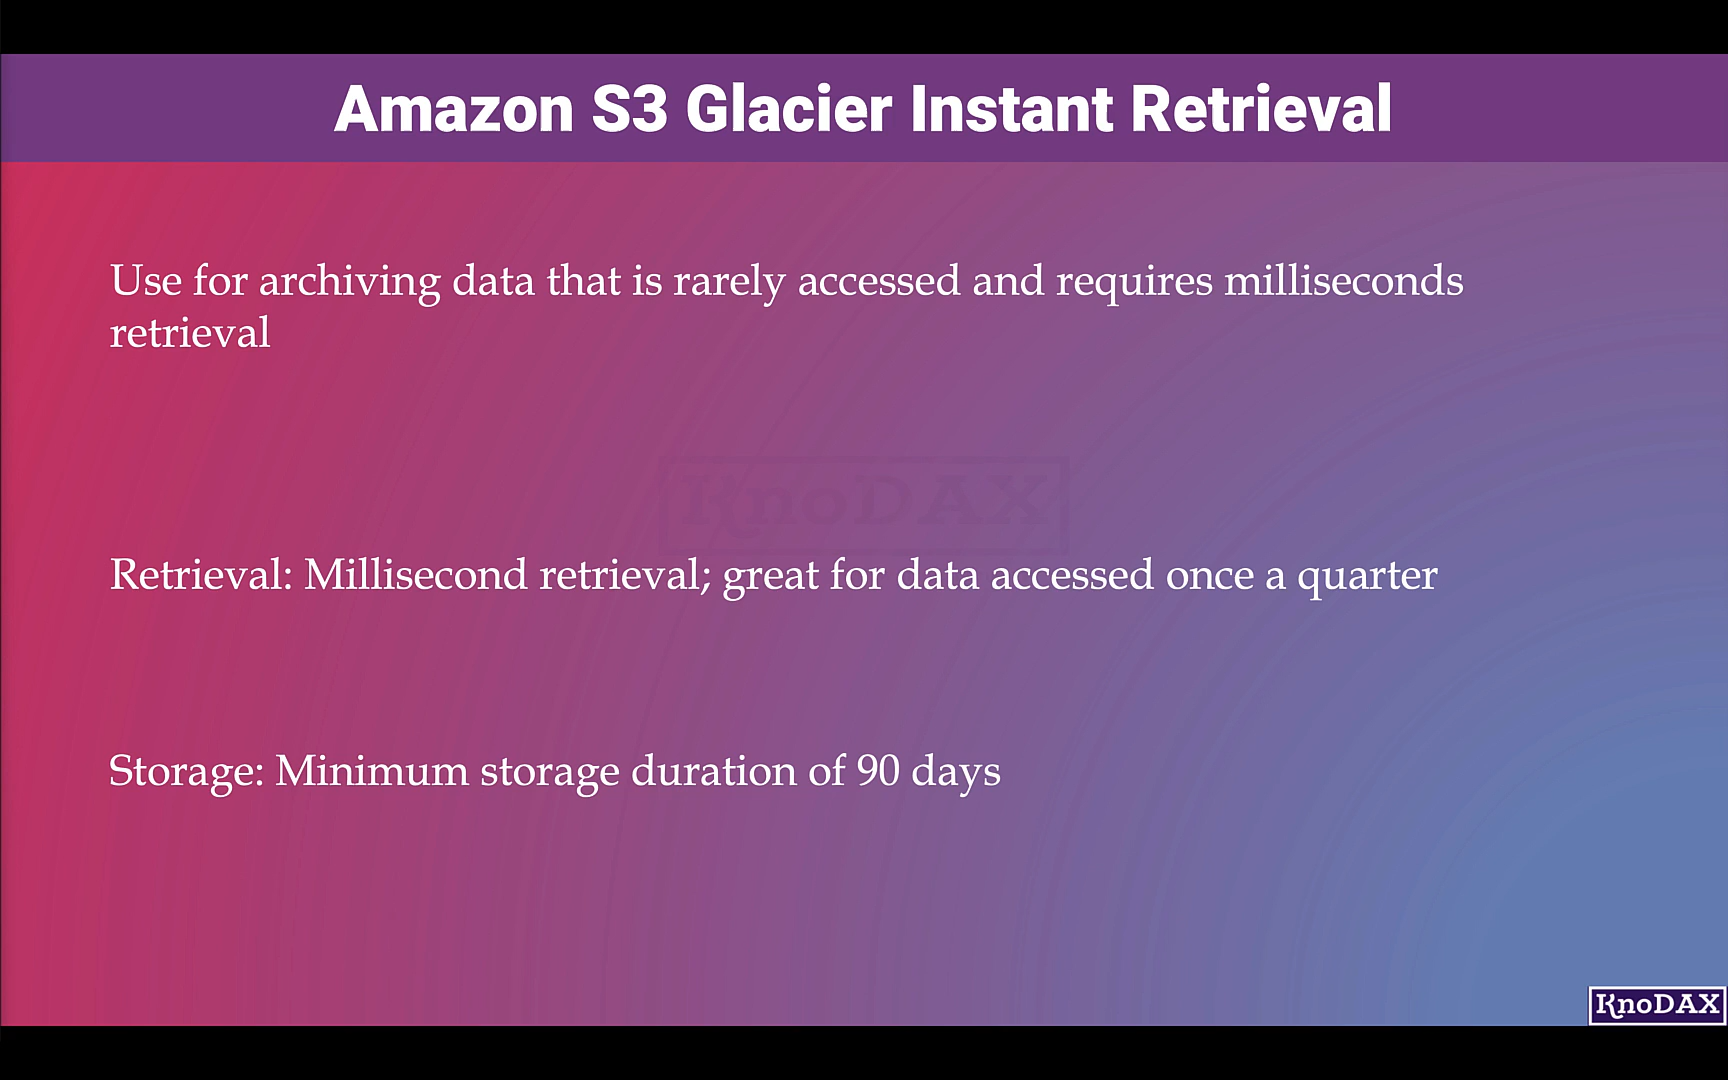 Amazon S3 Glacier Instant Retrieval
Use for archiving data that is rarely accessed and requires milliseconds
retrieval
KnoDAX
Retrieval: Millisecond retrieval; great for data accessed once a quarter
Storage: Minimum storage duration of 90 days
KnoDAX